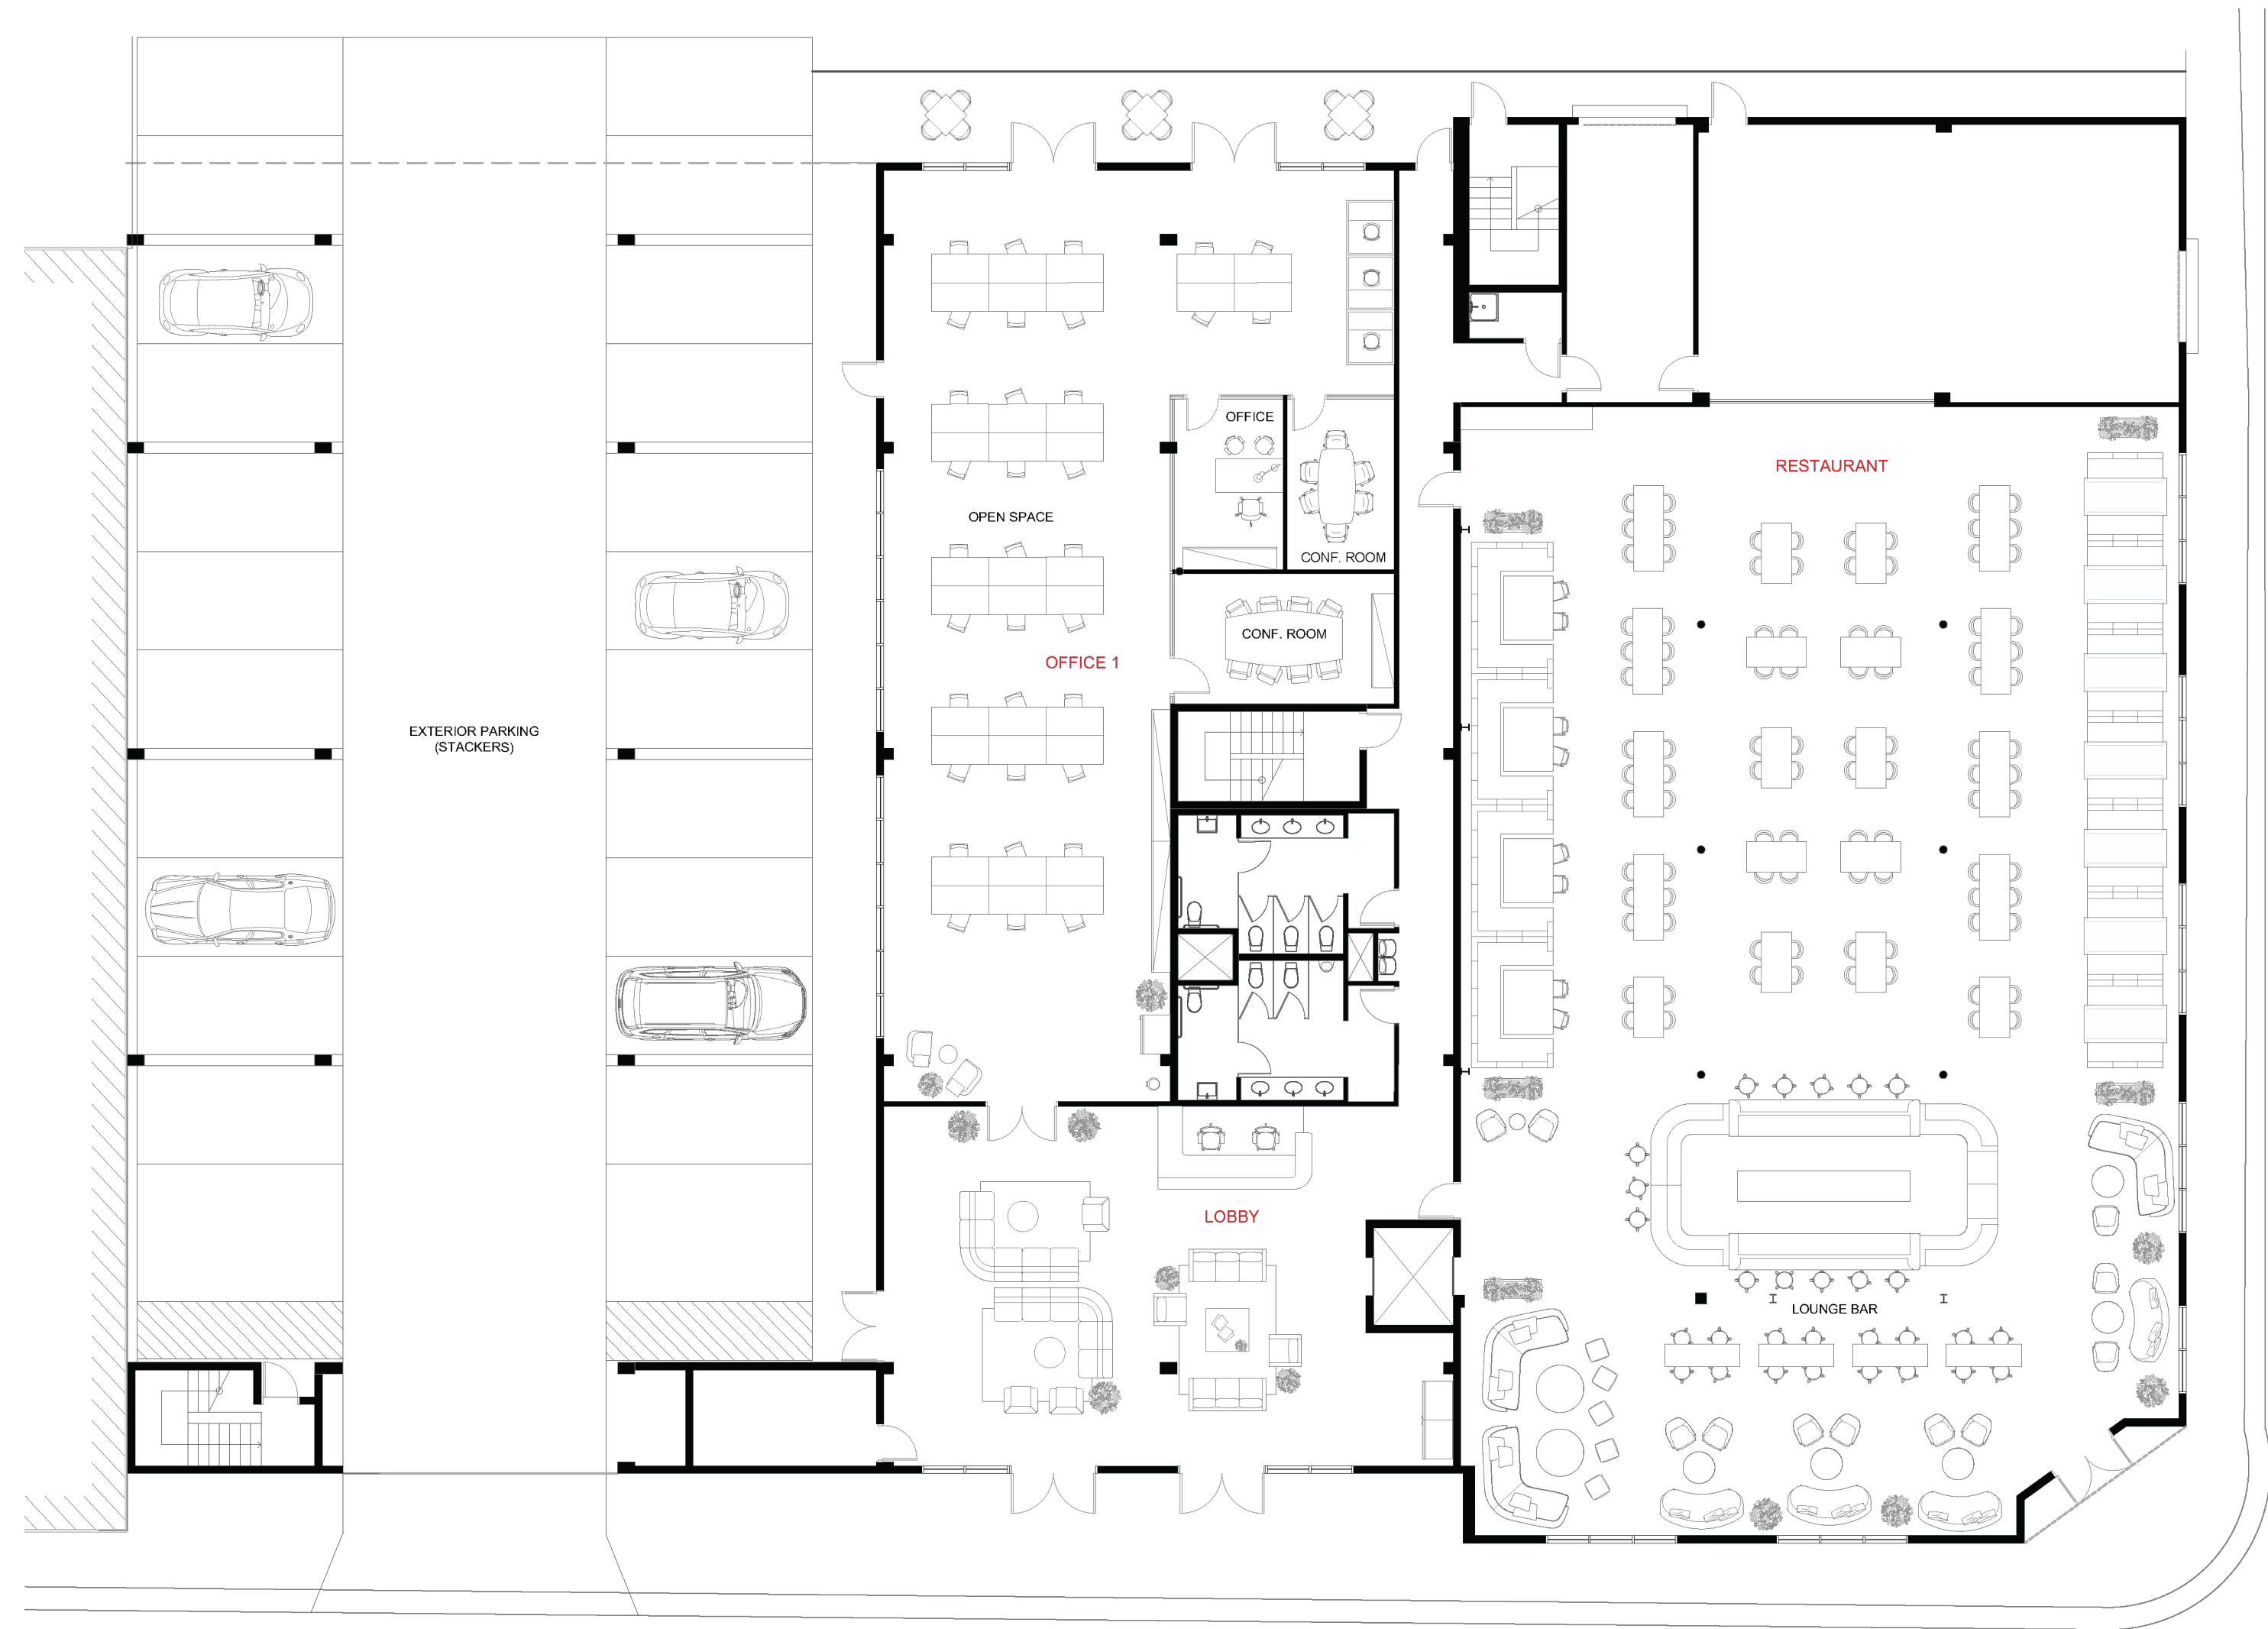 OFFICE
RESTAURANT
OPEN SPACE
CONF. ROOM
CONF. ROOM
OFFICE 1
EXTERIOR PARKING
(STACKERS)
LOBBY
LOUNGE BAR